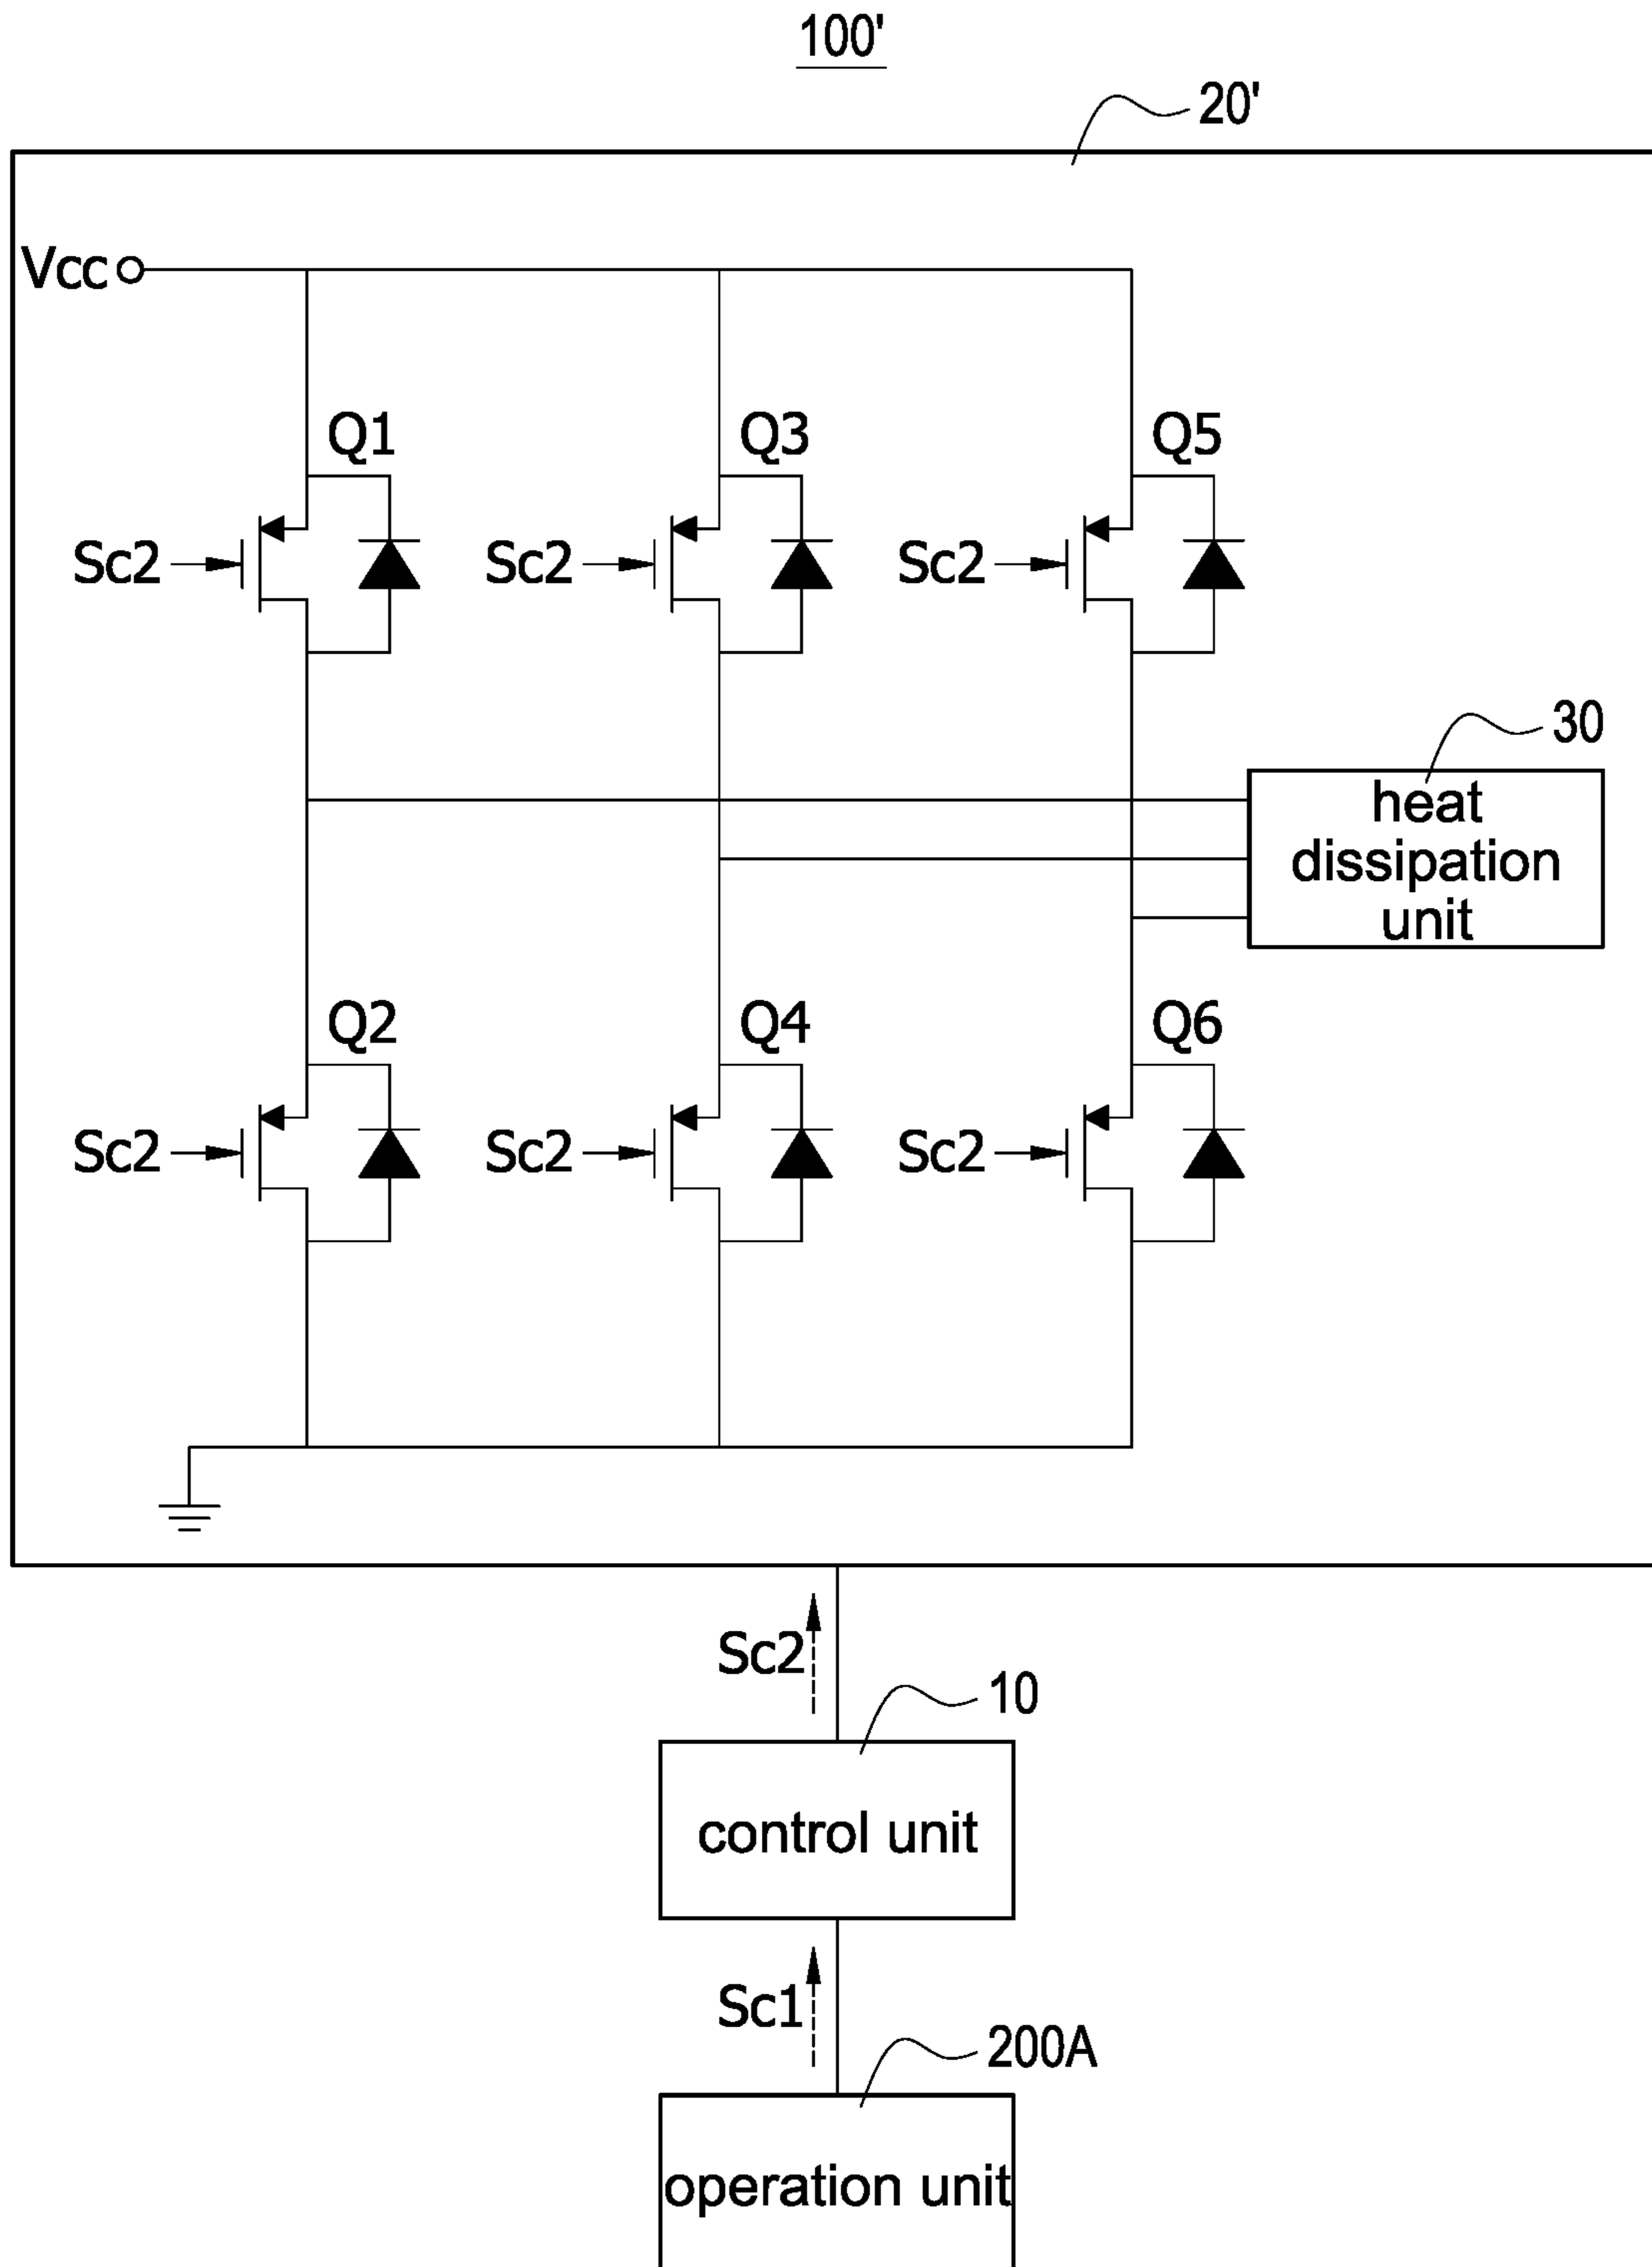 100'
20'
Vcc
Q1 Q3 Q5
Sc2 Sc2 Sc2
30
heat
dissipation
unit
Q2 Q4 Q6
Sc2 Sc2 Sc2
Sc2
10
control unit
Sc1
200A
operation unit